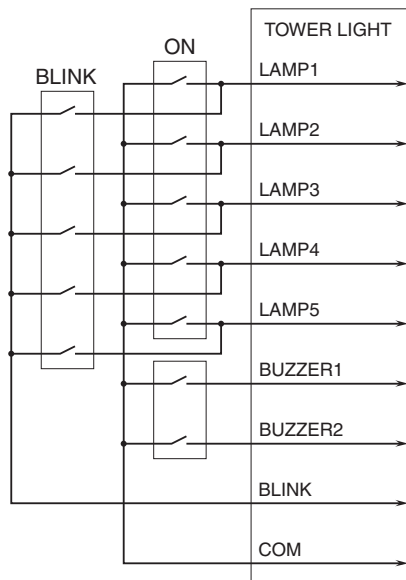 TOWER LIGHT
ON
LAMP1
BLINK
LAMP2
LAMP3
LAMP4
LAMP5
BUZZER1
BUZZER2
BLINK
COM